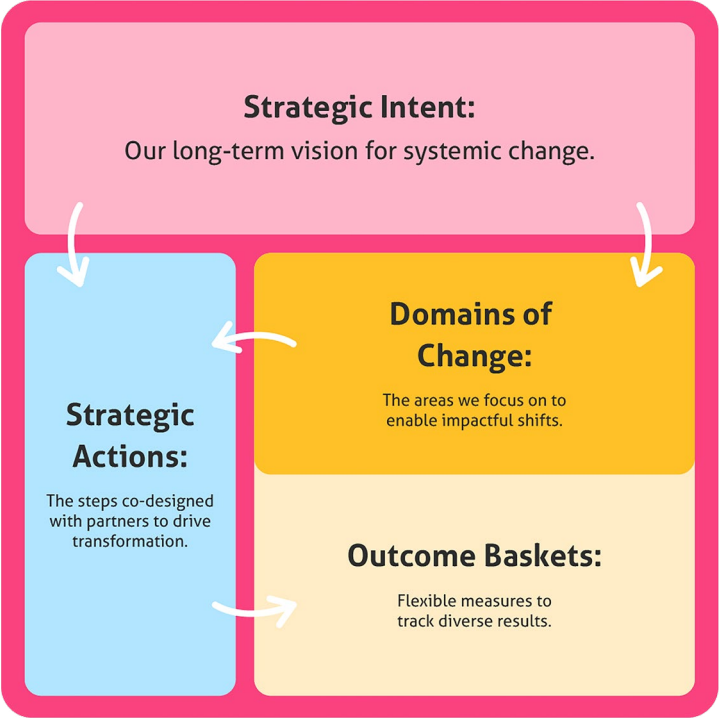 Strategic Intent:
Our long-term vision for systemic change.
Domains of
Change:
The areas we focus on to
enable impactful shifts.
Strategic
Actions:
The steps co-designed
with partners to drive
transformation.
Outcome Baskets:
Flexible measures to
track diverse results.